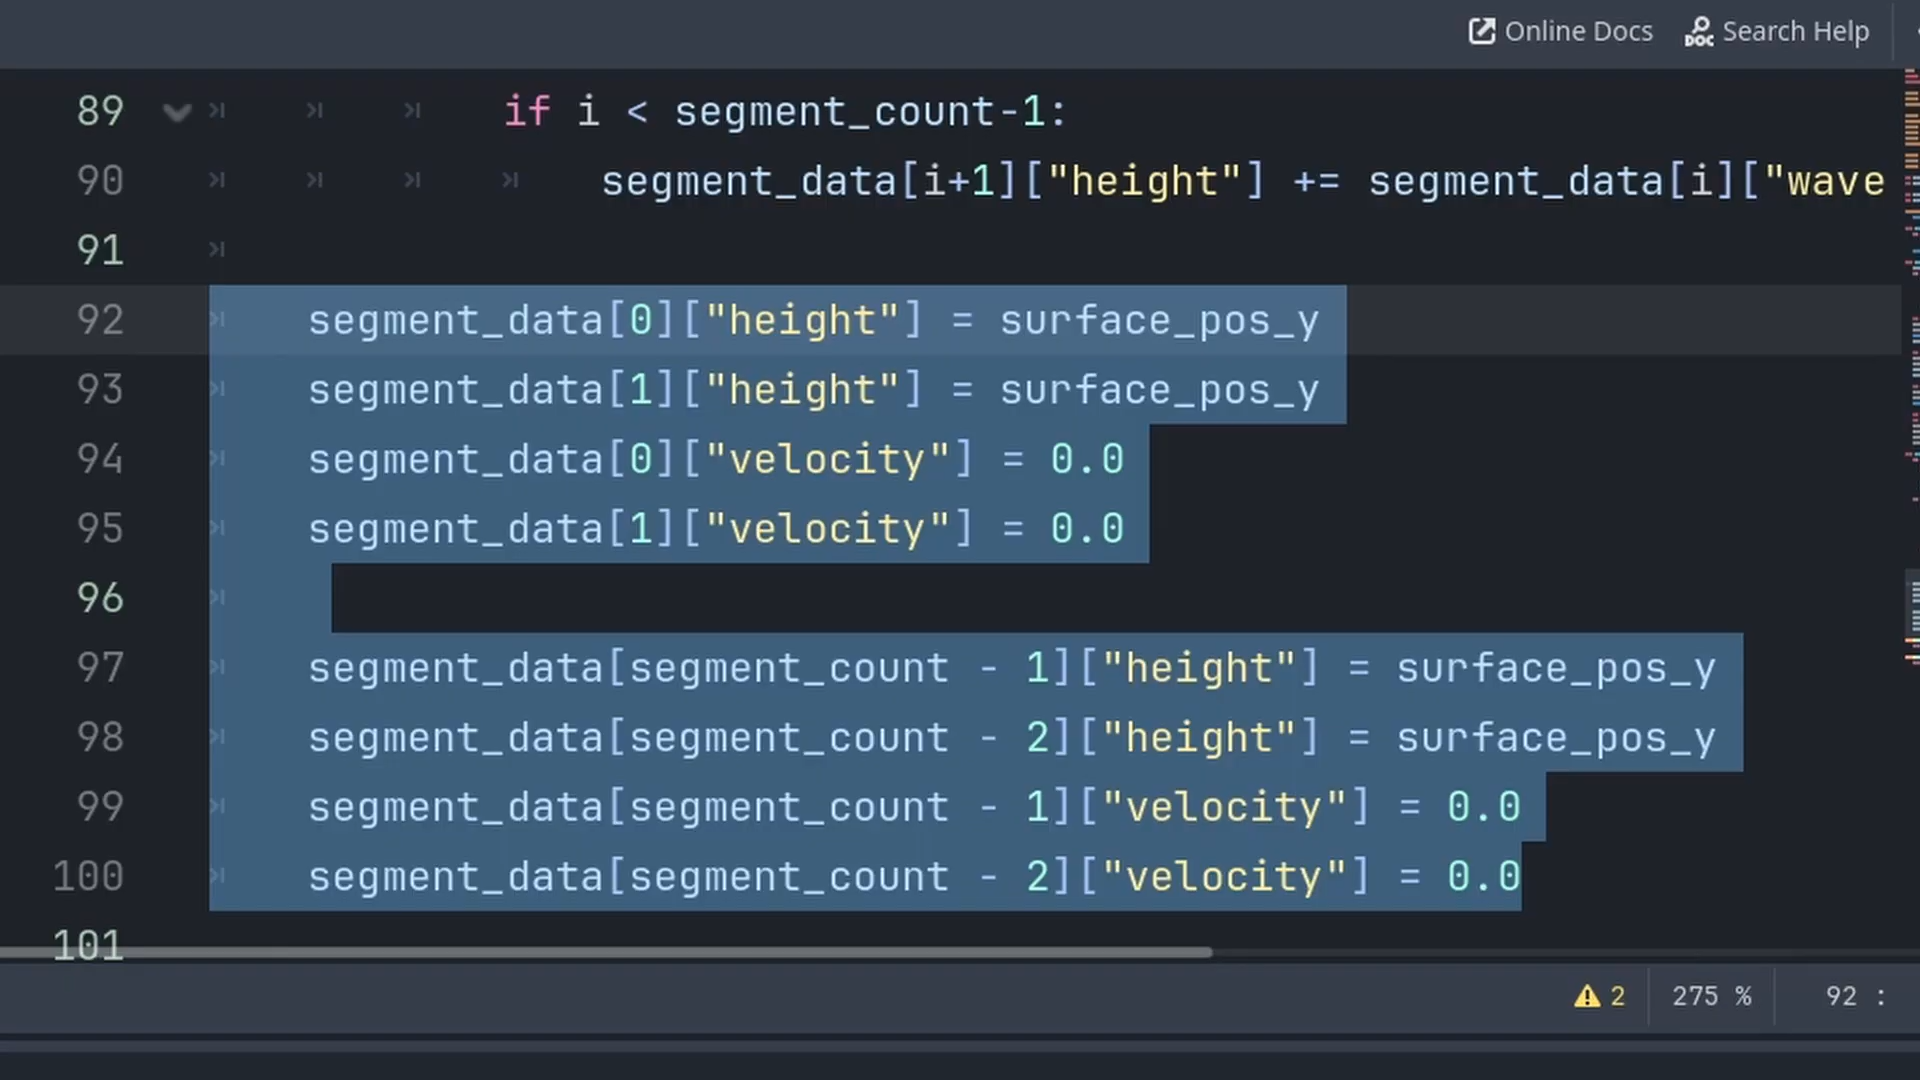 Online Docs Search Help
89 if i < segment_count-1:
90 segment_data[i+1]["height"] += segment_data[i]["wave
91
92 segment_data[0]["height"] = surface_pos_y
93 segment_data[1]["height"] = surface_pos_y
94 segment_data[0]["velocity"] = 0.0
95 segment_data[1]["velocity"] = 0.0
96
97 segment_data[segment_count - 1]["height"] = surface_pos_y
98 segment_data[segment_count - 2]["height"] = surface_pos_y
99 segment_data[segment_count - 1]["velocity"] = 0.0
100 segment_data[segment_count - 2]["velocity"] = 0.0
101
2 275 % 92 :